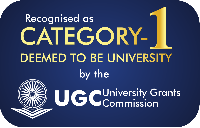 Recognised as
CATEGORY-1
DEEMED TO BE UNIVERSITY
by the
UGC University Grants
Commission